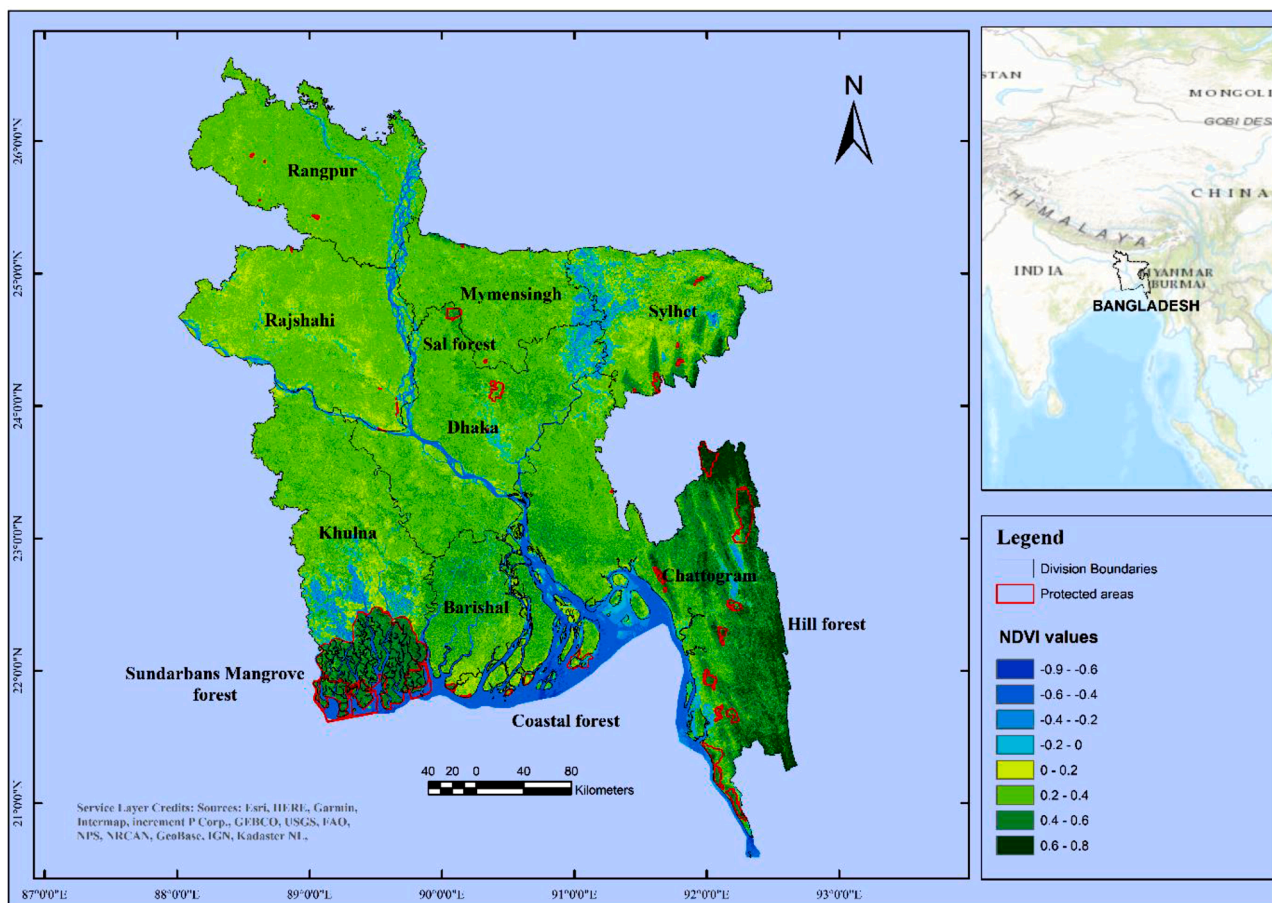 N
Rangpur
Mymensingh
Rajshahi
Sylhet
Sal forest
Dhaka
Khulna
Chattogram
Barishal
Hill forest
Sundarbans Mangrove
forest
Coastal forest
40 20 0 40 80
Kilometers
Service Layer Credits: Sources: Esri, HERE, Garmin,
Intermap, increment P Corp., GEBCO, USGS, FAO,
NPS, NRCAN, GeoBase, IGN, Kadaster NL,
26°0'0"N
25°0'0"N
24°0'0"N
23°0'0"N
22°0'0"N
21°0'0"N
87°0'0"E 88°0'0"E 89°0'0"E 90°0'0"E 91°0'0"E 92°0'0"E 93°0'0"E
STAN
MONGOL
GOBI DES
CHINA
HIMALAYA
INDIA
MYANMAR
(BURMA)
BANGLADESH
Legend
Division Boundaries
Protected areas
NDVI values
-0.9 - -0.6
-0.6 - -0.4
-0.4 - -0.2
-0.2 - 0
0 - 0.2
0.2 - 0.4
0.4 - 0.6
0.6 - 0.8